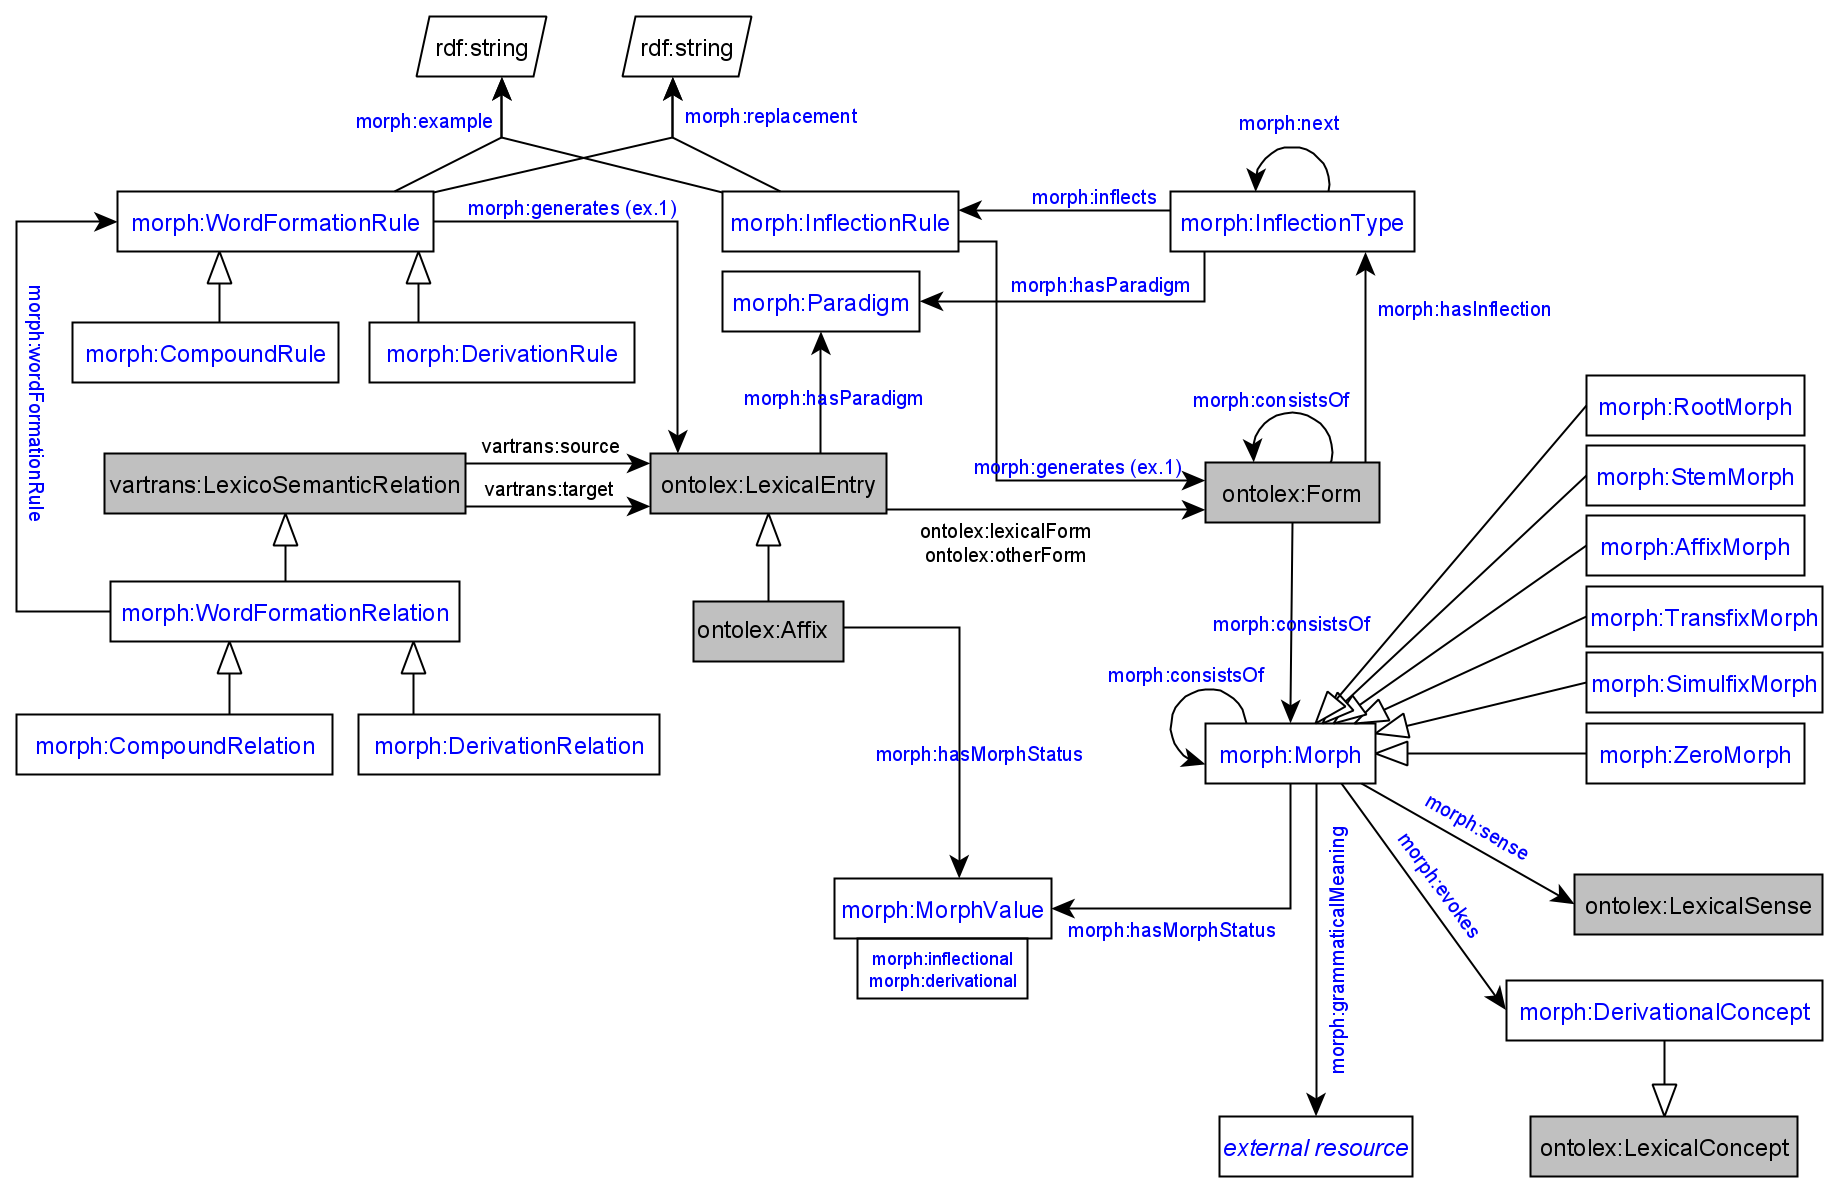 rdf:string
rdf:string
morph:example
morph:replacement
morph:next
morph:WordFormationRule
morph:generates (ex.1)
morph:InflectionRule
morph:inflects
morph:InflectionType
morph:hasParadigm
morph:Paradigm
morph:hasInflection
morph:wordFormationRule
morph:CompoundRule
morph:DerivationRule
morph:hasParadigm
morph:consistsOf
morph:RootMorph
vartrans:source
vartrans:LexicoSemanticRelation
vartrans:target
ontolex:LexicalEntry
morph:generates (ex.1)
ontolex:Form
morph:StemMorph
ontolex:lexicalForm
ontolex:otherForm
morph:AffixMorph
morph:WordFormationRelation
ontolex:Affix
morph:consistsOf
morph:TransfixMorph
morph:consistsOf
morph:SimulfixMorph
morph:CompoundRelation
morph:DerivationRelation
morph:hasMorphStatus
morph:Morph
morph:ZeroMorph
morph:sense
morph:evokes
morph:grammaticalMeaning
morph:MorphValue
morph:hasMorphStatus
ontolex:LexicalSense
morph:inflectional
morph:derivational
morph:DerivationalConcept
external resource
ontolex:LexicalConcept